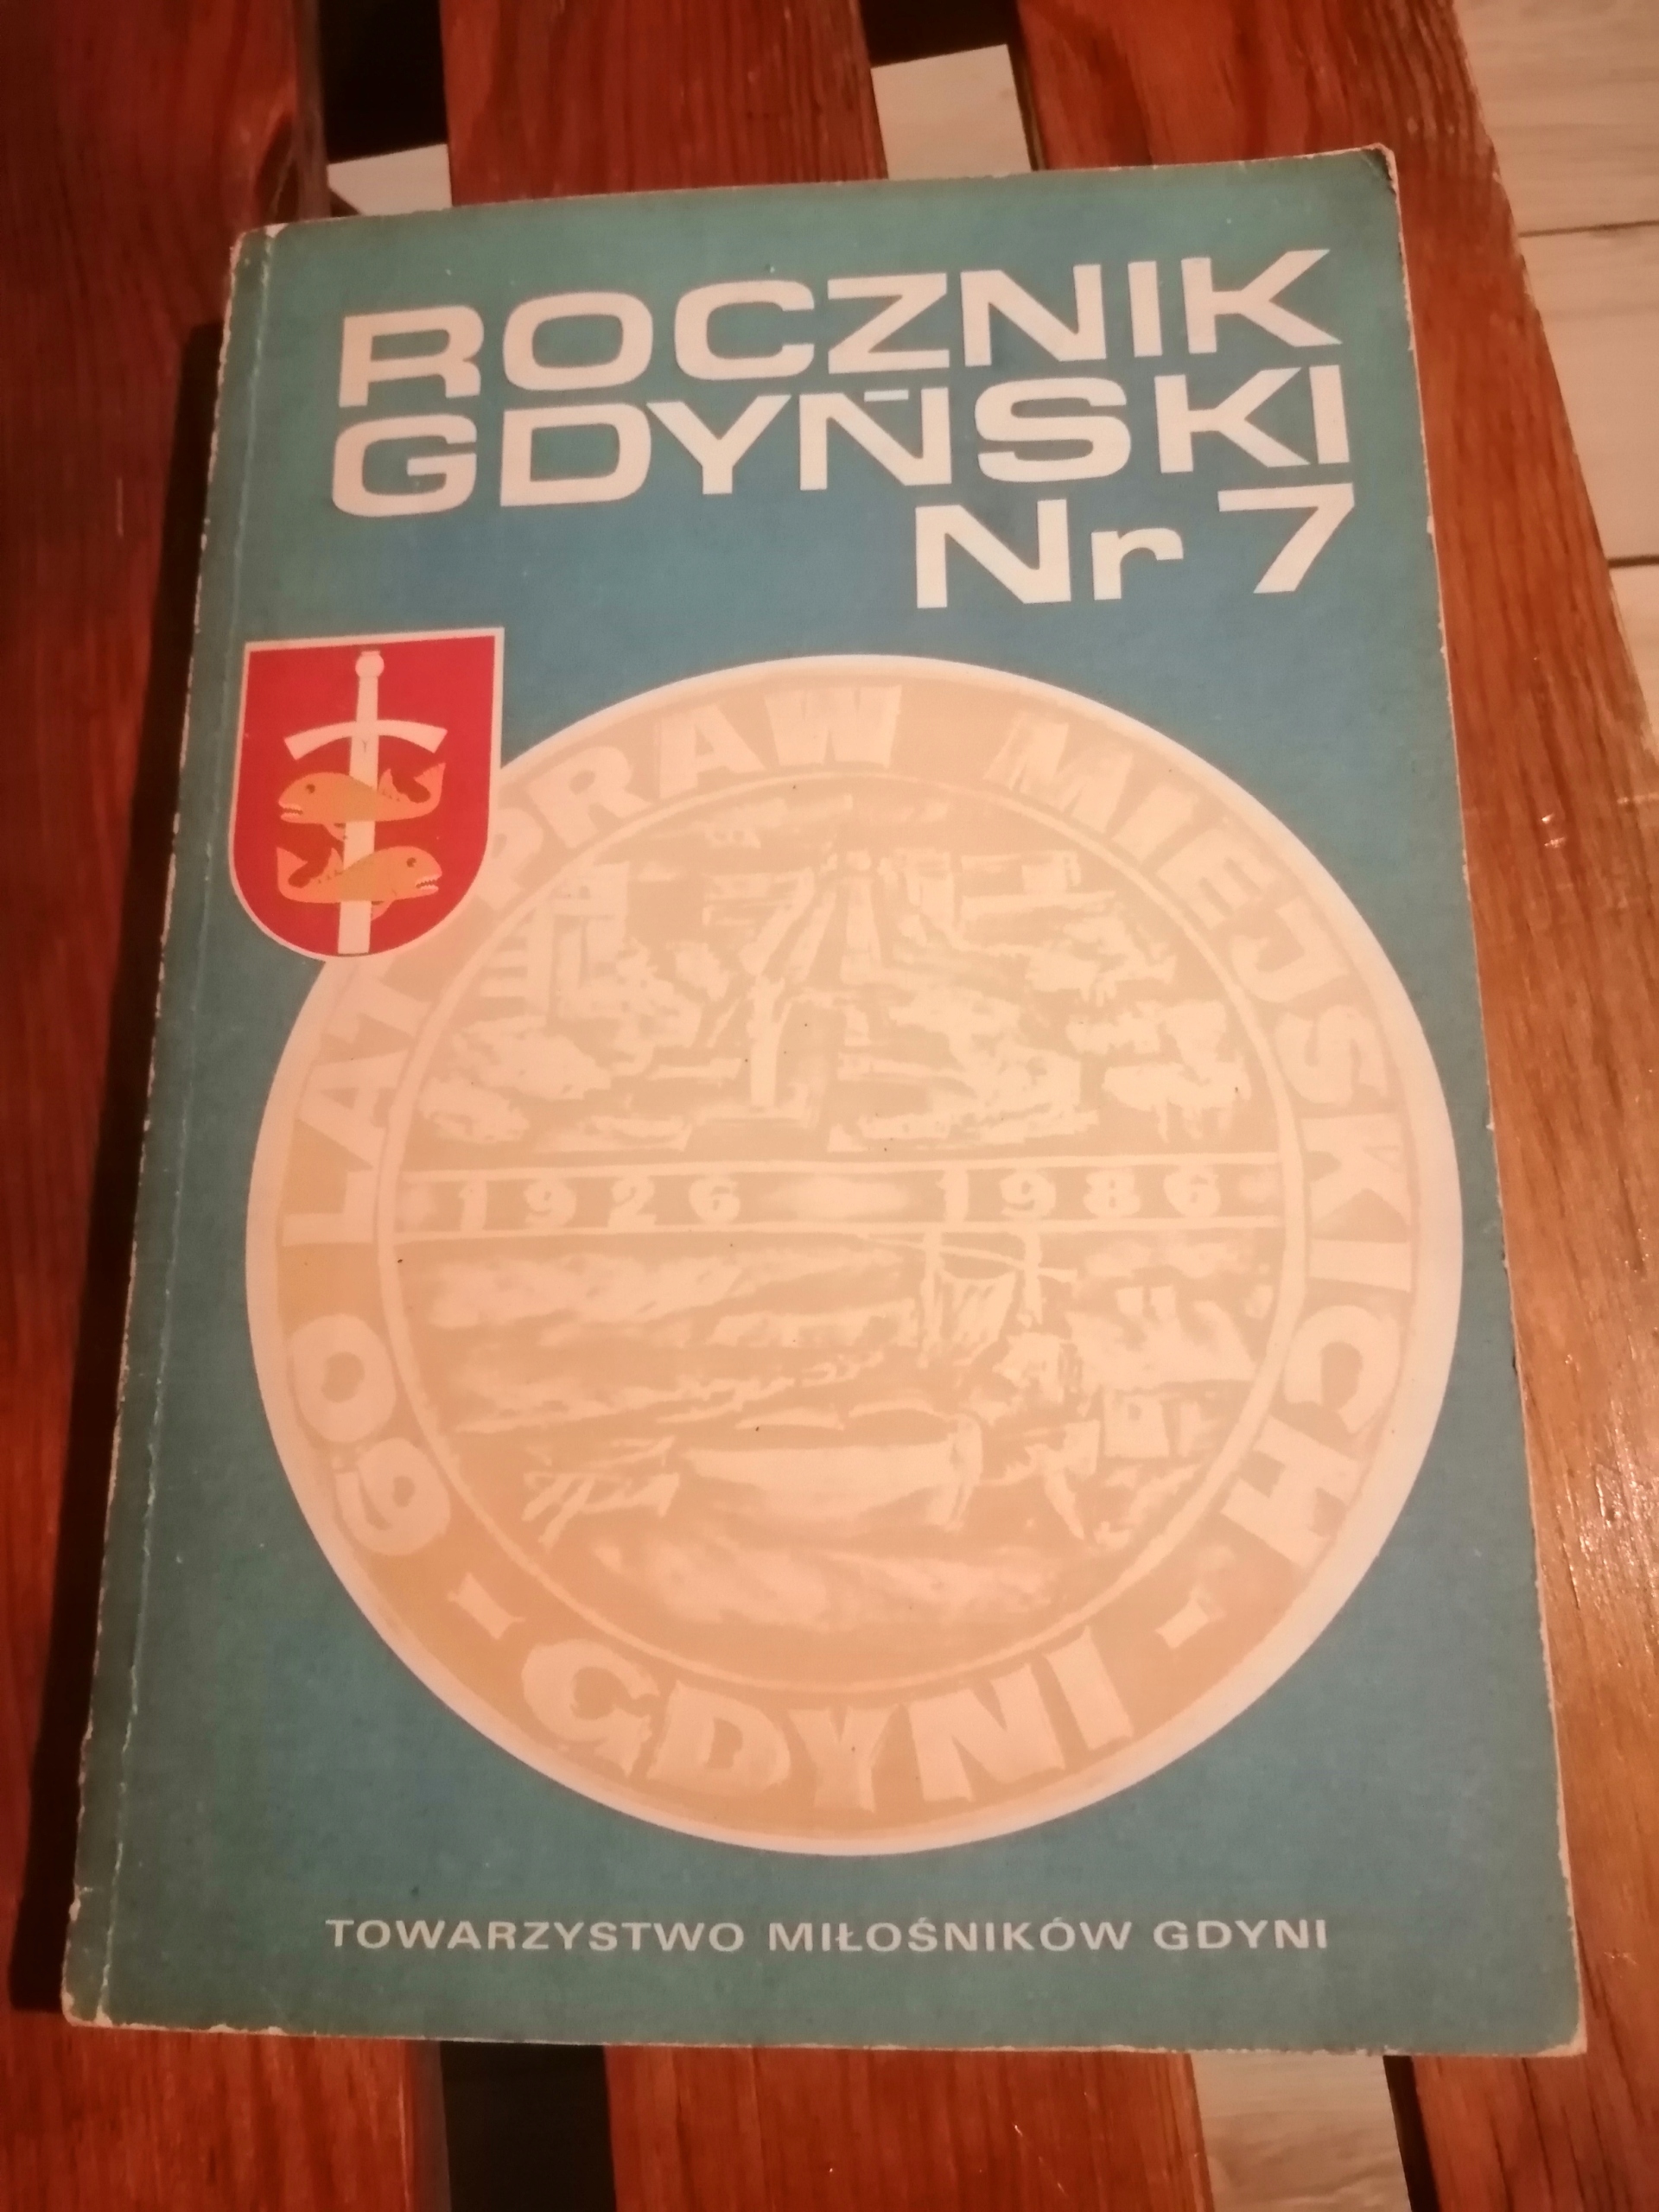 ROCZNIK
GDYŃSKI
Nr 7
60 LAT PRAW MIEJSKICH
1926 1986
- GDYNI -
TOWARZYSTWO MIŁOŚNIKÓW GDYNI